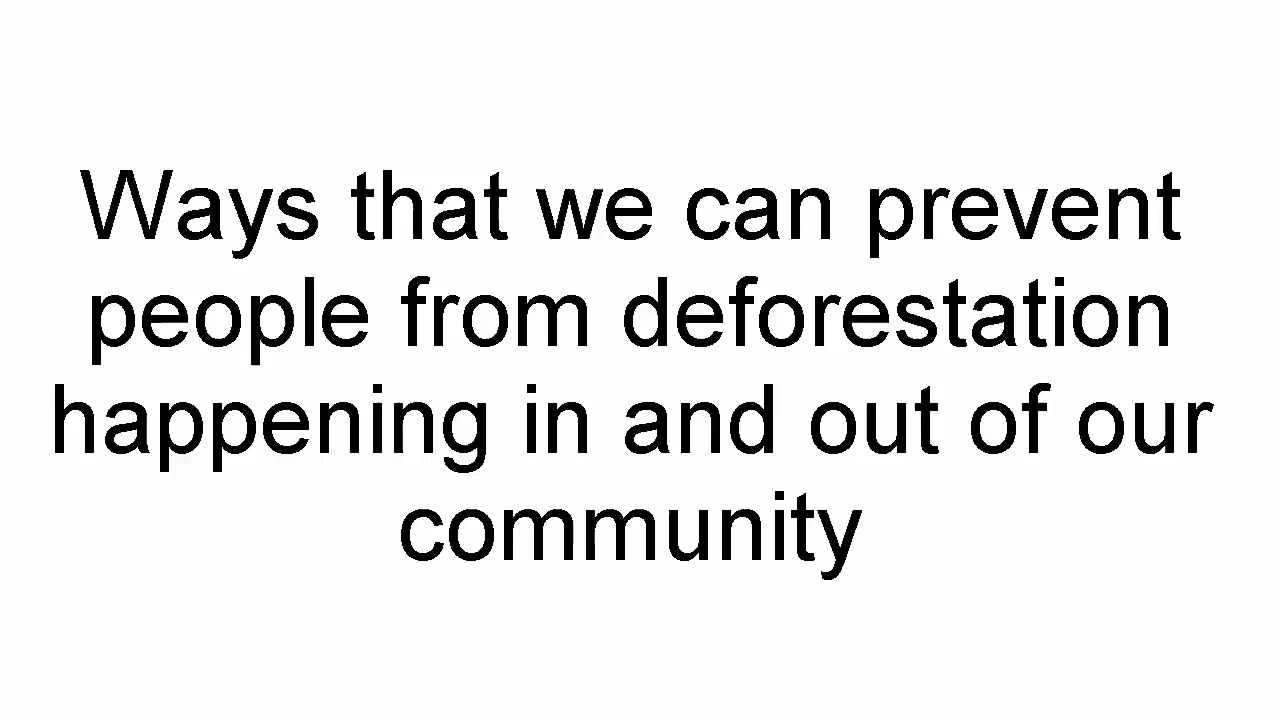 Ways that we can prevent
people from deforestation
happening in and out of our
community